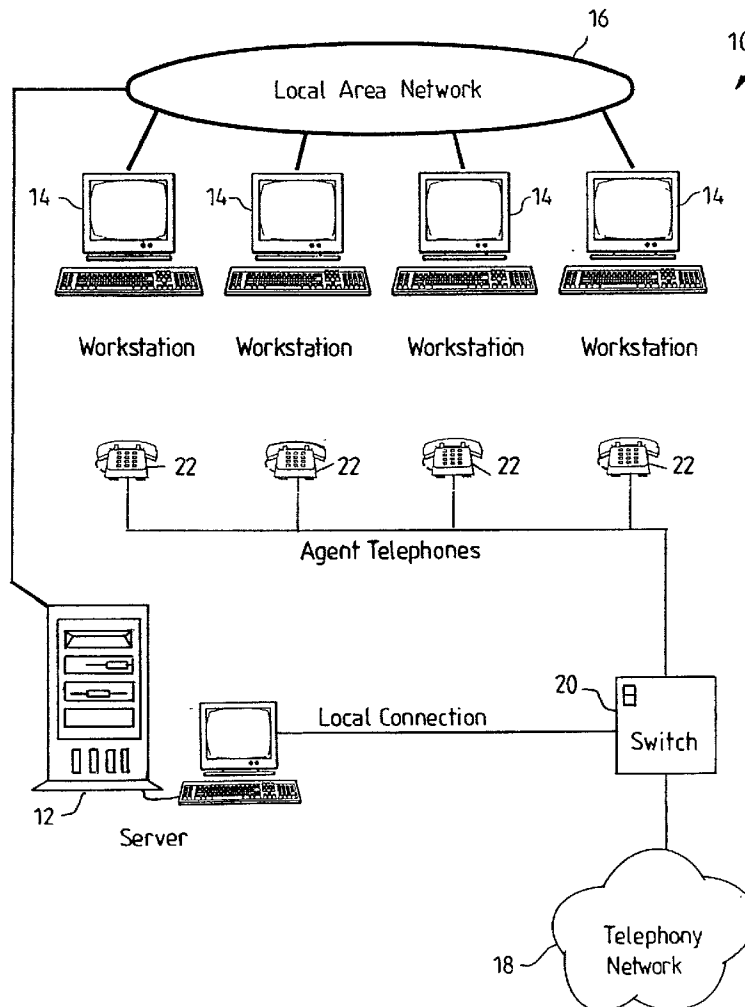 16
10
Local Area Network
14 14 14 14
Workstation Workstation Workstation Workstation
22 22 22 22
Agent Telephones
20
Local Connection
Switch
12
Server
18
Telephony
Network